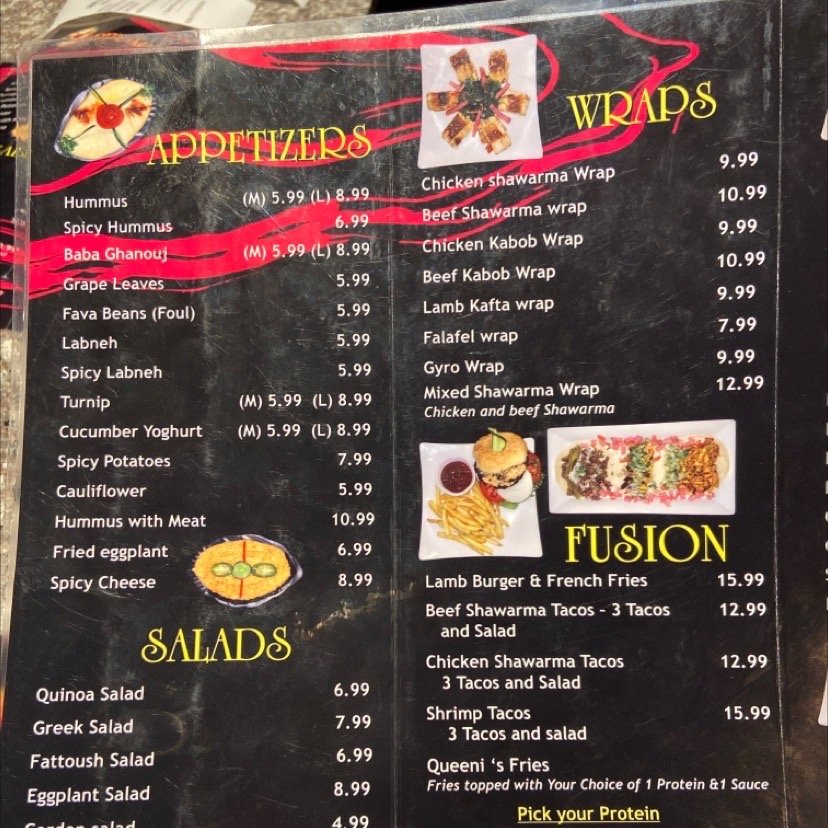 APPETIZERS
Hummus (M) 5.99 (L) 8.99
Spicy Hummus 6.99
Baba Ghanouj (M) 5.99 (L) 8.99
Grape Leaves 5.99
Fava Beans (Foul) 5.99
Labneh 5.99
Spicy Labneh 5.99
Turnip (M) 5.99 (L) 8.99
Cucumber Yoghurt (M) 5.99 (L) 8.99
Spicy Potatoes 7.99
Cauliflower 5.99
Hummus with Meat 10.99
Fried eggplant 6.99
Spicy Cheese 8.99
SALADS
Quinoa Salad 6.99
Greek Salad 7.99
Fattoush Salad 6.99
Eggplant Salad 8.99
Garden salad 4.99
WRAPS
Chicken shawarma Wrap 9.99
Beef Shawarma wrap 10.99
Chicken Kabob Wrap 9.99
Beef Kabob Wrap 10.99
Lamb Kafta wrap 9.99
Falafel wrap 7.99
Gyro Wrap 9.99
Mixed Shawarma Wrap 12.99
Chicken and beef Shawarma
FUSION
Lamb Burger & French Fries 15.99
Beef Shawarma Tacos - 3 Tacos 12.99
and Salad
Chicken Shawarma Tacos 12.99
3 Tacos and Salad
Shrimp Tacos 15.99
3 Tacos and salad
Queeni 's Fries
Fries topped with Your Choice of 1 Protein &1 Sauce
Pick your Protein